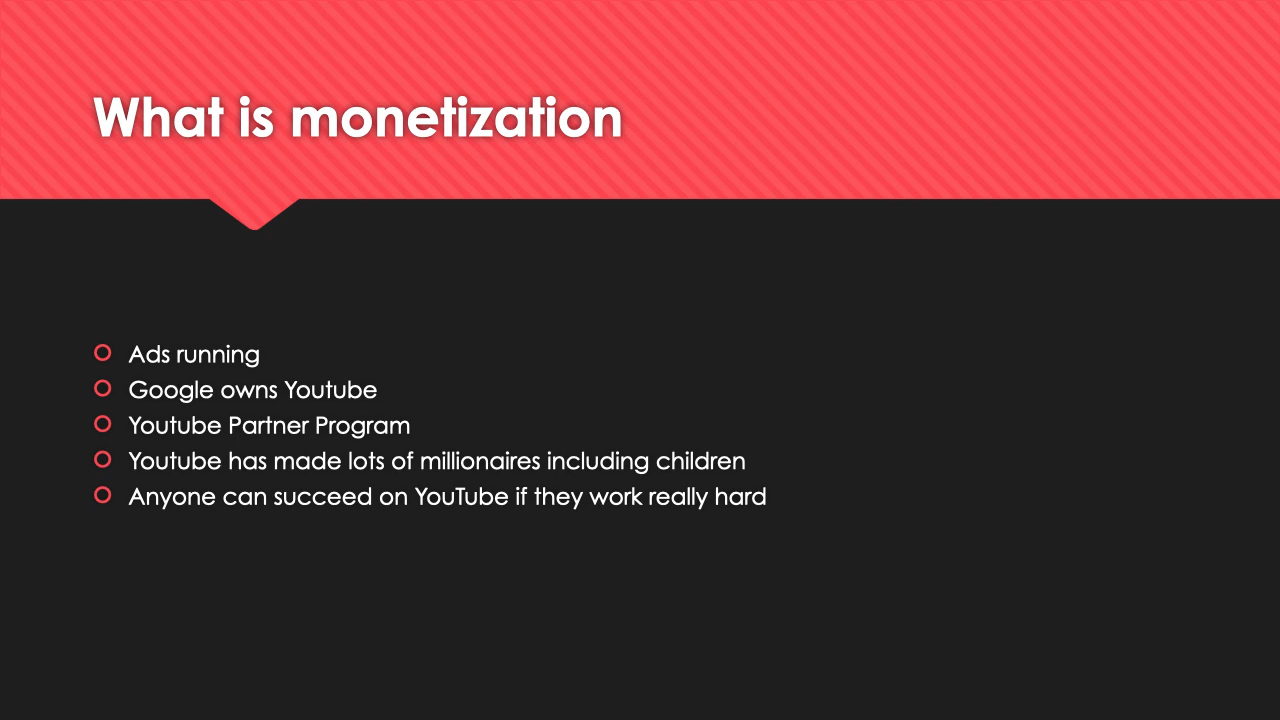 What is monetization
Ads running
Google owns Youtube
Youtube Partner Program
Youtube has made lots of millionaires including children
Anyone can succeed on YouTube if they work really hard